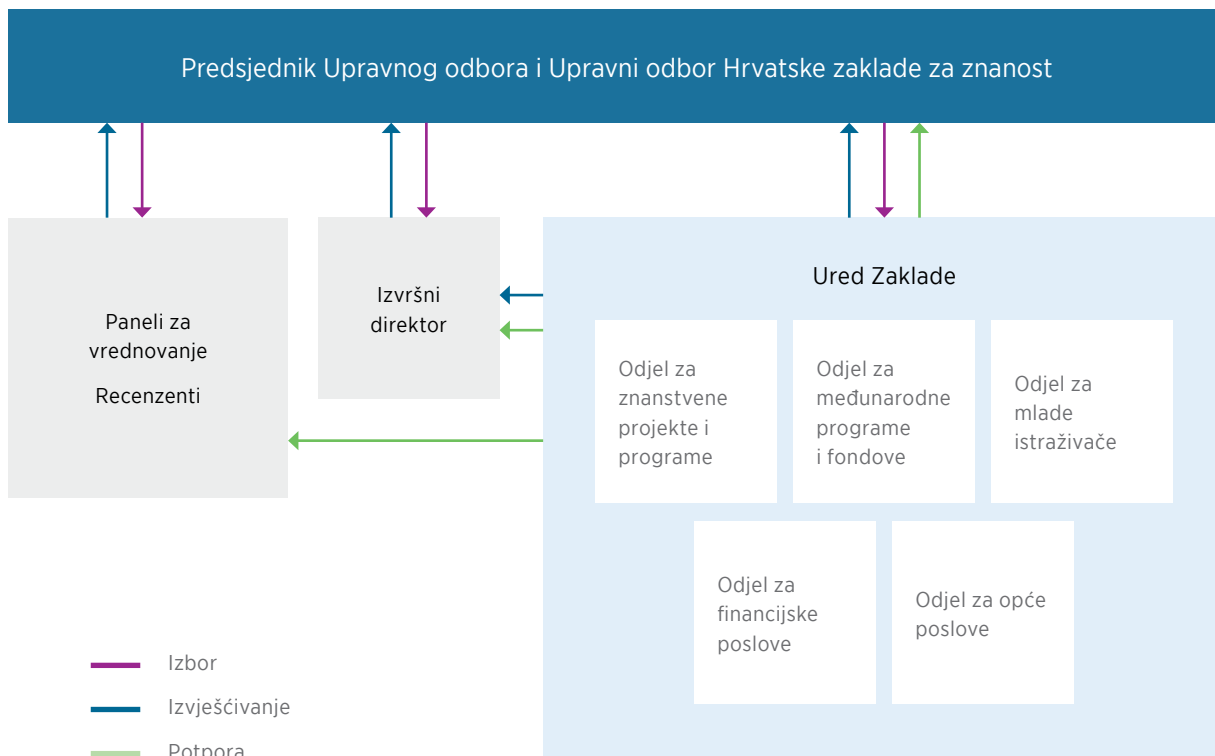 Predsjednik Upravnog odbora i Upravni odbor Hrvatske zaklade za znanost
Paneli za
vrednovanje
Recenzenti
Izvršni
direktor
Ured Zaklade
Odjel za
znanstvene
projekte i
programe
Odjel za
međunarodne
programe
i fondove
Odjel za
mlade
istraživače
Odjel za
financijske
poslove
Odjel za opće
poslove
Izbor
Izvješćivanje
Potpora